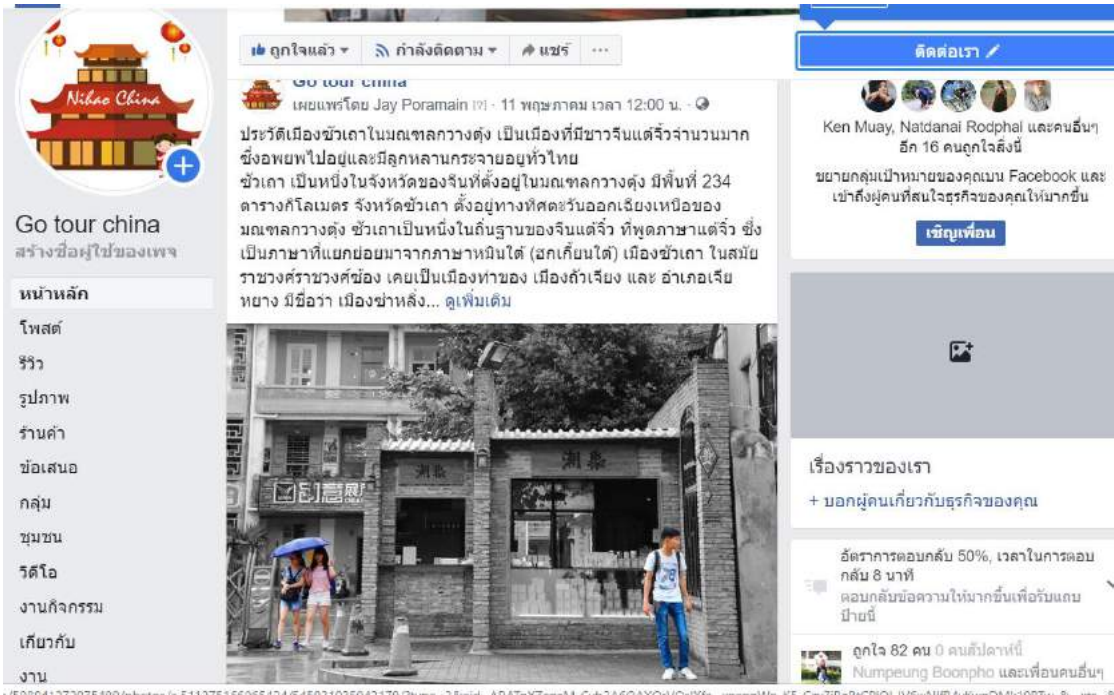 Nihao China
Go tour china
สร้างชื่อผู้ใช้ของเพจ
หน้าหลัก
โพสต์
รีวิว
รูปภาพ
ร้านค้า
ข้อเสนอ
กลุ่ม
ชุมชน
วิดีโอ
งานกิจกรรม
เกี่ยวกับ
งาน
ถูกใจแล้ว
กำลังติดตาม
แชร์
Go tour china
เผยแพร่โดย Jay Poramain [?] · 11 พฤษภาคม เวลา 12:00 น. ·
ประวัติเมืองซัวเถาในมณฑลกวางตุ้ง เป็นเมืองที่มีชาวจีนแต้จิ๋วจำนวนมาก
ซึ่งอพยพไปอยู่และมีลูกหลานกระจายอยู่ทั่วไทย
ซัวเถา เป็นหนึ่งในจังหวัดของจีนที่ตั้งอยู่ในมณฑลกวางตุ้ง มีพื้นที่ 234
ตารางกิโลเมตร จังหวัดซัวเถา ตั้งอยู่ทางทิศตะวันออกเฉียงเหนือของ
มณฑลกวางตุ้ง ซัวเถาเป็นหนึ่งในถิ่นฐานของจีนแต้จิ๋ว ที่พูดภาษาแต้จิ๋ว ซึ่ง
เป็นภาษาที่แยกย่อยมาจากภาษาหมินใต้ (ฮกเกี้ยนใต้) เมืองซัวเถา ในสมัย
ราชวงศ์ราชวงศ์ซ้อง เคยเป็นเมืองท่าของ เมืองถัวเจียง และ อำเภอเจีย
หยาง มีชื่อว่า เมืองซ่าหลิ่ง... ดูเพิ่มเติม
ติดต่อเรา
Ken Muay, Natdanai Rodphai และคนอื่นๆ
อีก 16 คนถูกใจสิ่งนี้
ขยายกลุ่มเป้าหมายของคุณบน Facebook และ
เข้าถึงผู้คนที่สนใจธุรกิจของคุณให้มากขึ้น
เชิญเพื่อน
เรื่องราวของเรา
+ บอกผู้คนเกี่ยวกับธุรกิจของคุณ
อัตราการตอบกลับ 50%, เวลาในการตอบ
กลับ 8 นาที
ตอบกลับข้อความให้มากขึ้นเพื่อรับแถบ
ป้ายนี้
ถูกใจ 82 คน 0 คนสัปดาห์นี้
Numpeung Boonpho และเพื่อนคนอื่นๆ